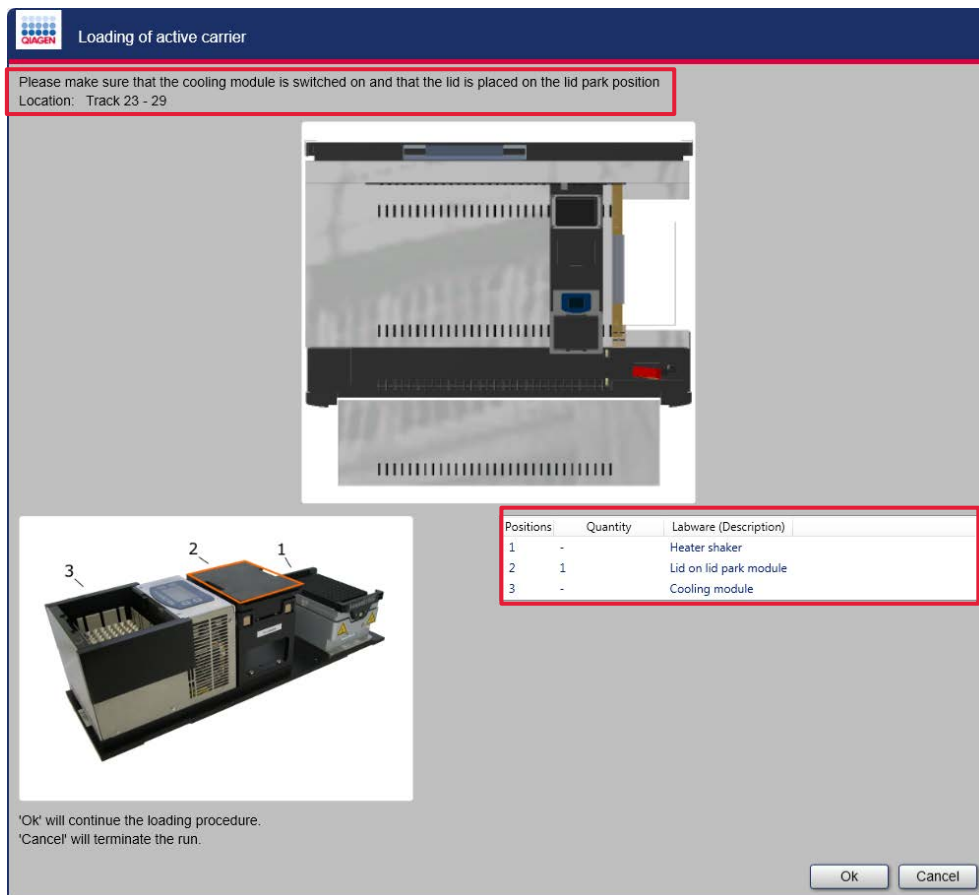 QIAGEN
Loading of active carrier
Please make sure that the cooling module is switched on and that the lid is placed on the lid park position
Location: Track 23 - 29
3
2
1
Positions Quantity Labware (Description)
1 - Heater shaker
2 1 Lid on lid park module
3 - Cooling module
'Ok' will continue the loading procedure.
'Cancel' will terminate the run.
Ok Cancel